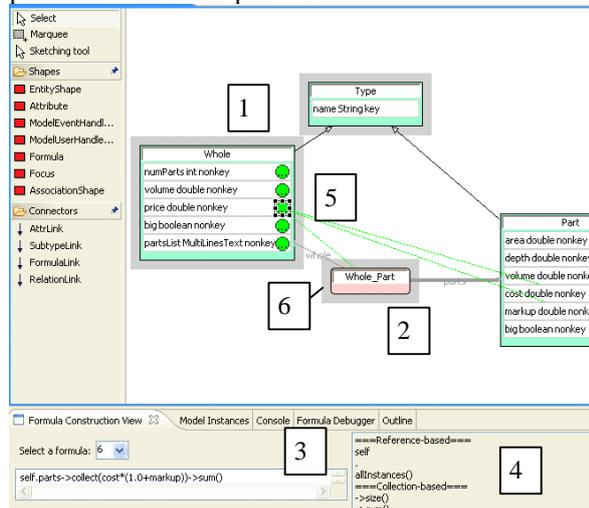 Select
Marquee
Sketching tool
Shapes
EntityShape
Attribute
ModelEventHandl...
ModelUserHandle...
Formula
Focus
AssociationShape
Connectors
AttrLink
SubtypeLink
FormulaLink
RelationLink
1
Type
name String key
Whole
numParts int nonkey
volume double nonkey
price double nonkey
big boolean nonkey
partsList MultiLinesText nonkey
5
whole
Whole_Part
parts
6
2
Part
area double nonkey
depth double nonkey
volume double nonk
cost double nonkey
markup double nonk
big boolean nonkey
Formula Construction View
Model Instances
Console
Formula Debugger
Outline
Select a formula: 6
3
self.parts->collect(cost*(1.0+markup))->sum()
===Reference-based===
self
.
allInstances()
===Collection-based===
->size()
4